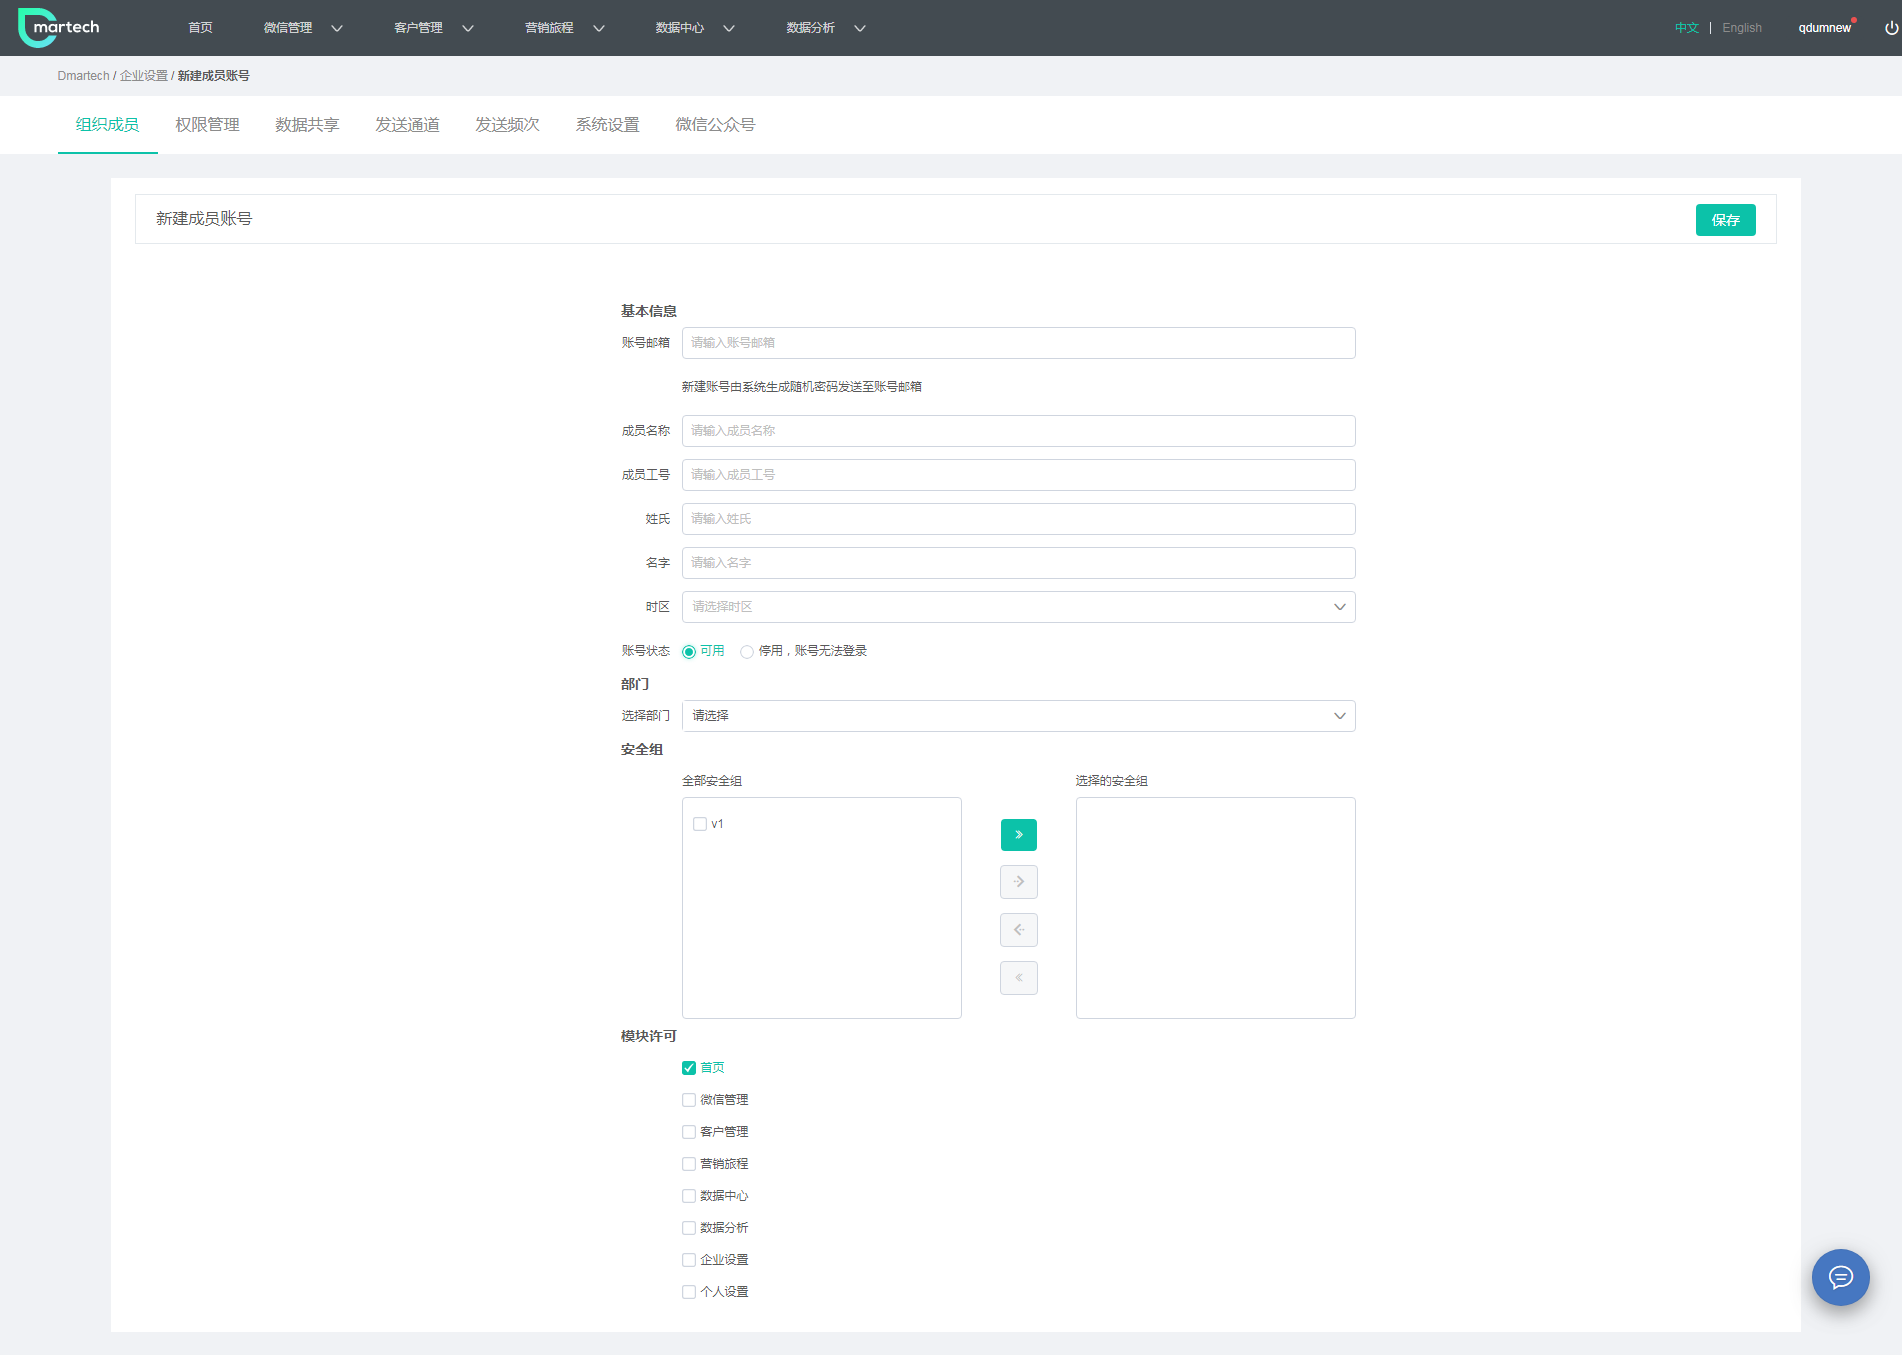 martech 首页 微信管理 客户管理 营销旅程 数据中心 数据分析 中文 | English qdumnew
Dmartech / 企业设置 / 新建成员账号
组织成员 权限管理 数据共享 发送通道 发送频次 系统设置 微信公众号
新建成员账号 保存
基本信息
账号邮箱 请输入账号邮箱
新建账号由系统生成随机密码发送至账号邮箱
成员名称 请输入成员名称
成员工号 请输入成员工号
姓氏 请输入姓氏
名字 请输入名字
时区 请选择时区
账号状态 可用 停用，账号无法登录
部门
选择部门 请选择
安全组
全部安全组 选择的安全组
v1
模块许可
首页
微信管理
客户管理
营销旅程
数据中心
数据分析
企业设置
个人设置